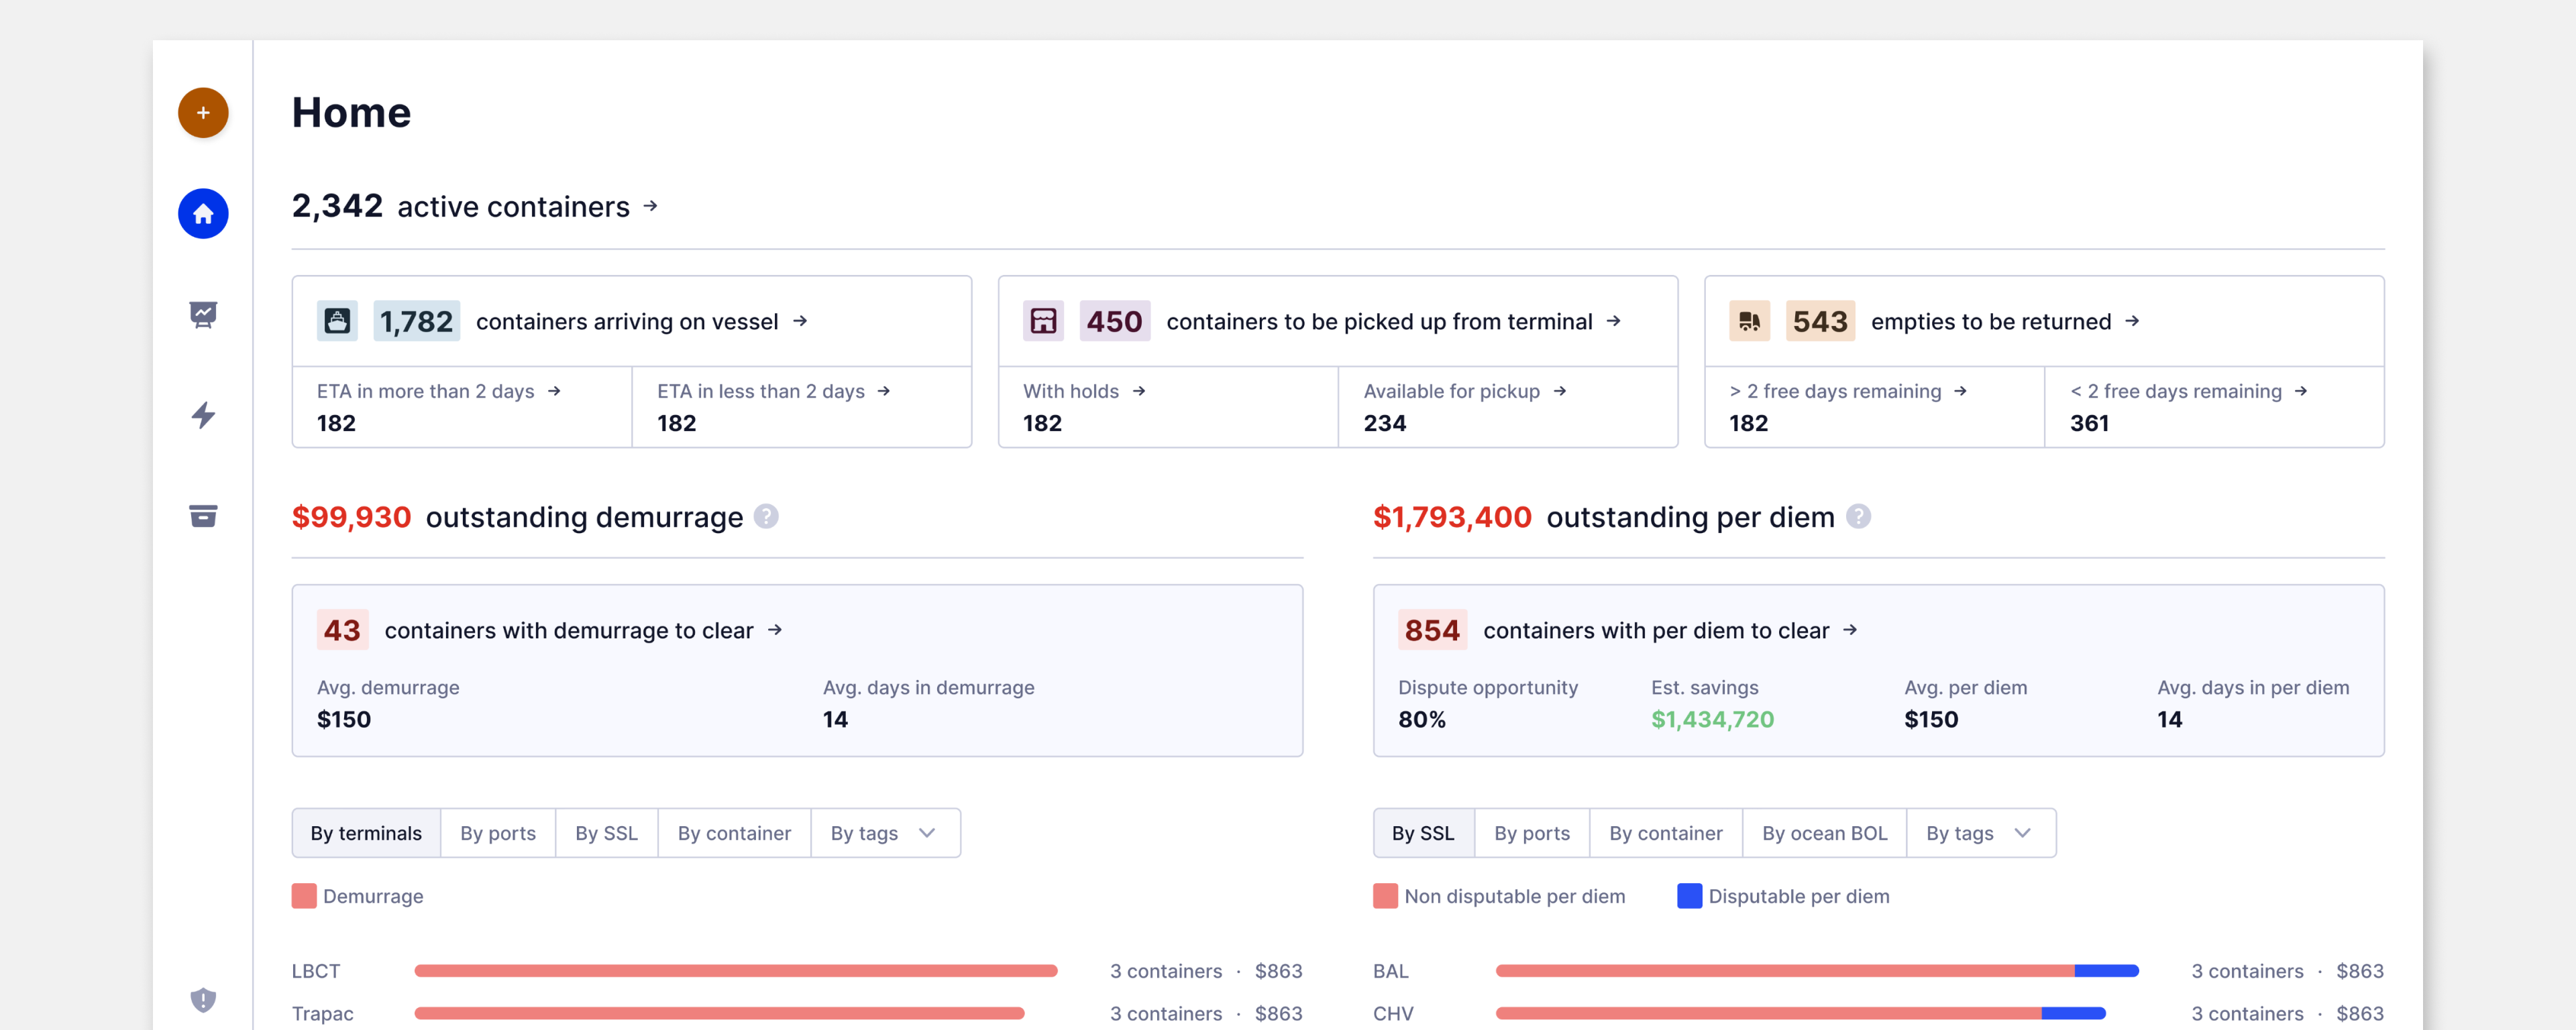 Home
2,342 active containers →
1,782 containers arriving on vessel →
ETA in more than 2 days →
182
ETA in less than 2 days →
182
450 containers to be picked up from terminal →
With holds →
182
Available for pickup →
234
543 empties to be returned →
> 2 free days remaining →
182
< 2 free days remaining →
361
$99,930 outstanding demurrage ?
43 containers with demurrage to clear →
Avg. demurrage
$150
Avg. days in demurrage
14
By terminals By ports By SSL By container By tags
Demurrage
LBCT 3 containers · $863
Trapac 3 containers · $863
$1,793,400 outstanding per diem ?
854 containers with per diem to clear →
Dispute opportunity
80%
Est. savings
$1,434,720
Avg. per diem
$150
Avg. days in per diem
14
By SSL By ports By container By ocean BOL By tags
Non disputable per diem Disputable per diem
BAL 3 containers · $863
CHV 3 containers · $863